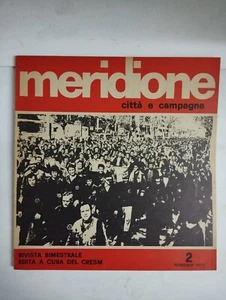 meridione
città e campagna
RIVISTA BIMESTRALE
EDITA A CURA DEL CRESM
2